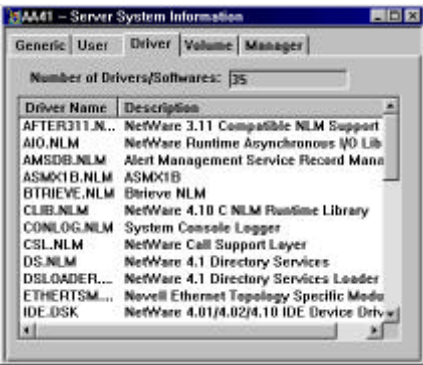 AA41 – Server System Information
Generic User Driver Volume Manager
Number of Drivers/Softwares: 35
Driver Name Description
AFTER311.N... NetWare 3.11 Compatible NLM Support
AIO.NLM NetWare Runtime Asynchronous I/O Lib
AMSDB.NLM Alert Management Service Record Mana
ASMX1B.NLM ASMX1B
BTRIEVE.NLM Btrieve NLM
CLIB.NLM NetWare 4.10 C NLM Runtime Library
CONLOG.NLM System Console Logger
CSL.NLM NetWare Call Support Layer
DS.NLM NetWare 4.1 Directory Services
DSLOADER.... NetWare 4.1 Directory Services Loader
ETHERTSM.... Novell Ethernet Topology Specific Modu
IDE.DSK NetWare 4.01/4.02/4.10 IDE Device Driv